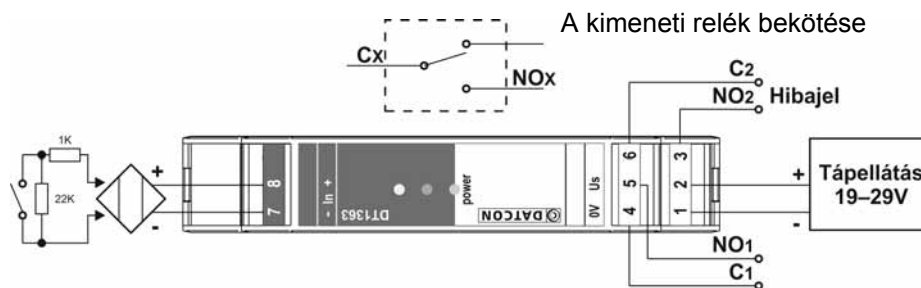 A kimeneti relék bekötése
Cx
NOx
C2
NO2 Hibajel
1K
22K
+
-
8
7
- In +
DT1363
power
DATCON
0V Us
6
5
4
3
2
1
+
-
Tápellátás
19–29V
NO1
C1